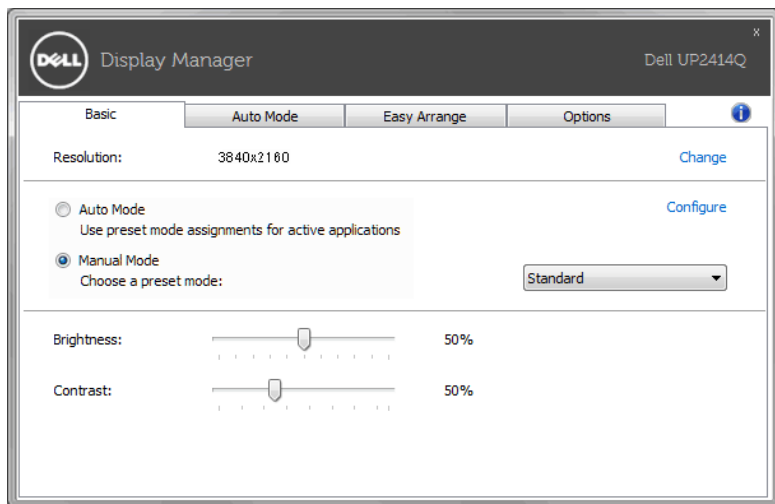 x
DELL Display Manager Dell UP2414Q
Basic Auto Mode Easy Arrange Options i
Resolution: 3840x2160 Change
Auto Mode Configure
Use preset mode assignments for active applications
Manual Mode
Choose a preset mode: Standard
Brightness: 50%
Contrast: 50%